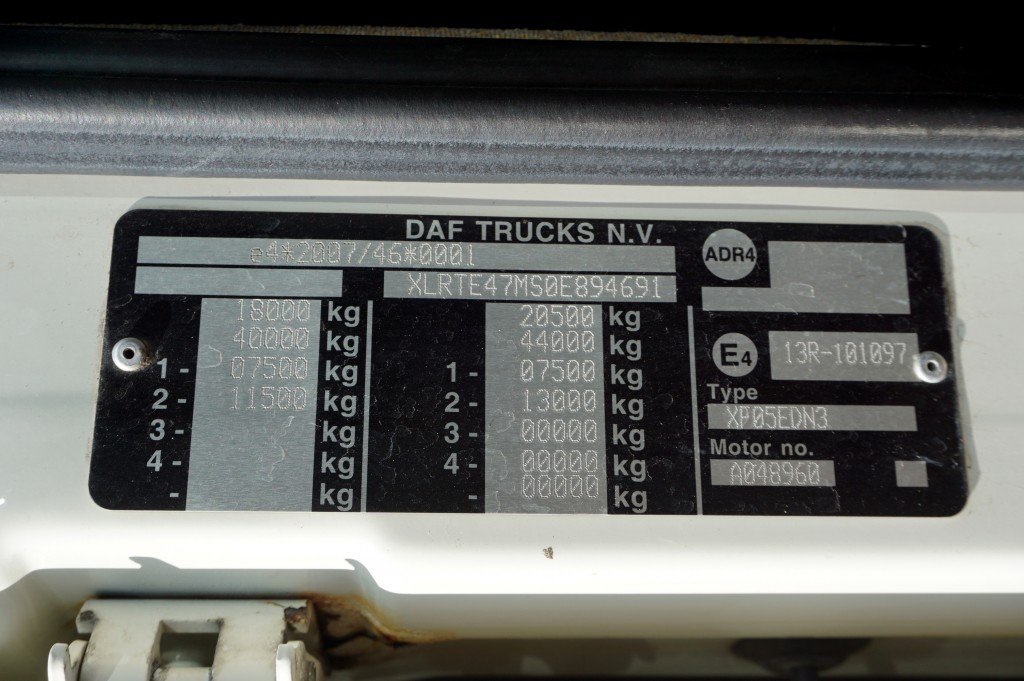 DAF TRUCKS N.V.
e4*2007/46*0001
XLRTE47MS0E894691
18000 kg
40000 kg
1 - 07500 kg
2 - 11500 kg
3 - kg
4 - kg
- kg
20500 kg
44000 kg
1 - 07500 kg
2 - 13000 kg
3 - 00000 kg
4 - 00000 kg
- 00000 kg
ADR4
E4 13R-101097
Type
XP05EDN3
Motor no.
A048960